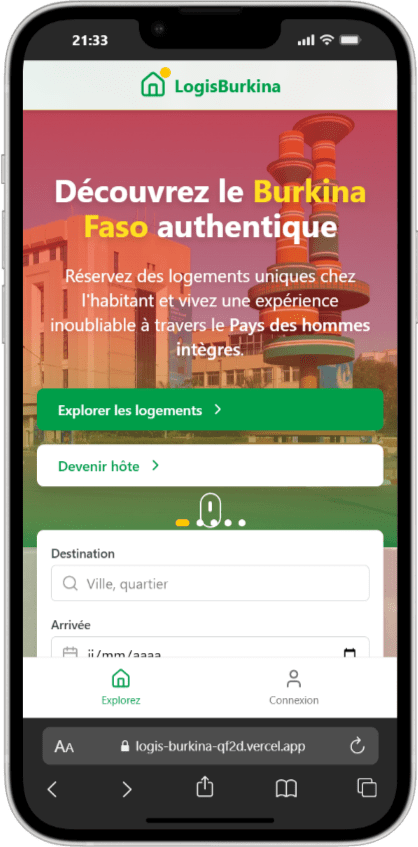 21:33
LogisBurkina
Découvrez le Burkina
Faso authentique
Réservez des logements uniques chez
l'habitant et vivez une expérience
inoubliable à travers le Pays des hommes
intègres.
Explorer les logements
Devenir hôte
Destination
Ville, quartier
Arrivée
jj/mm/aaaa
Explorez
Connexion
AA
logis-burkina-qf2d.vercel.app